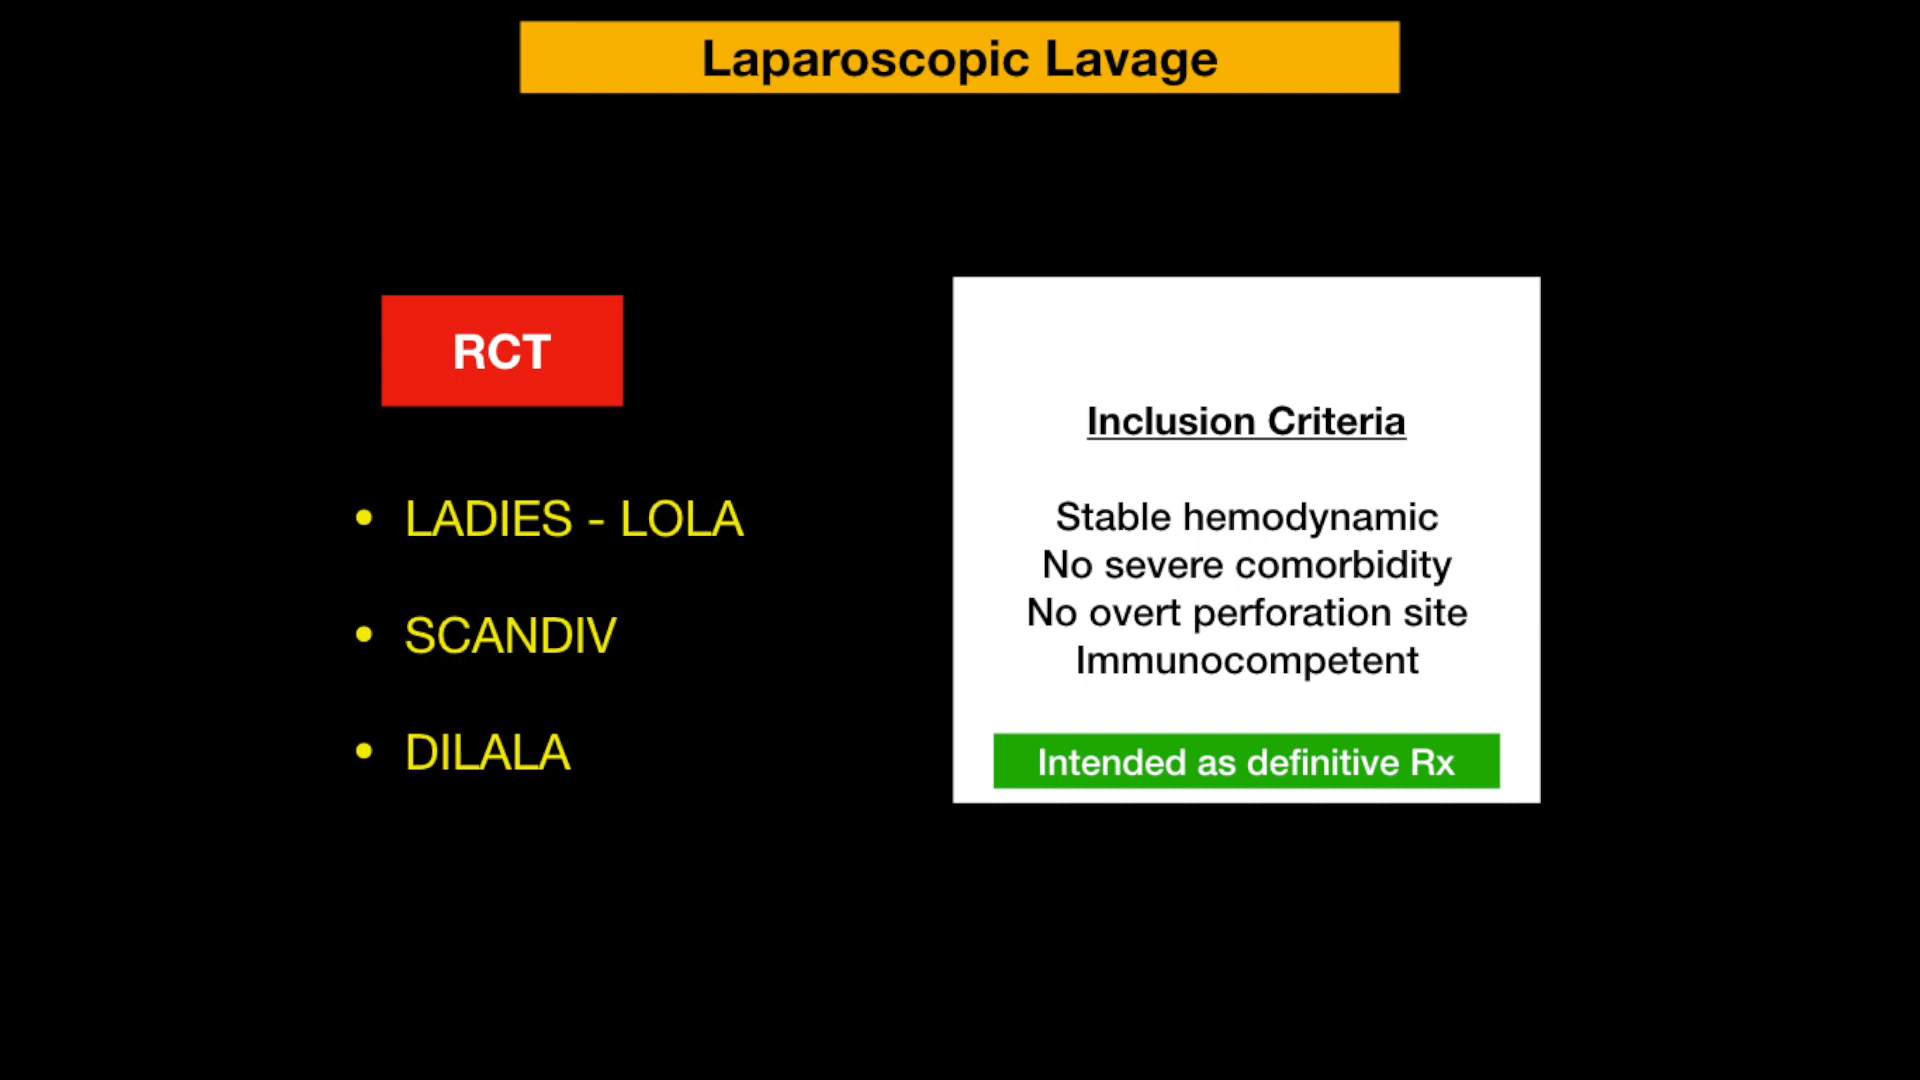 Laparoscopic Lavage
RCT
• LADIES - LOLA
• SCANDIV
• DILALA
Inclusion Criteria
Stable hemodynamic
No severe comorbidity
No overt perforation site
Immunocompetent
Intended as definitive Rx